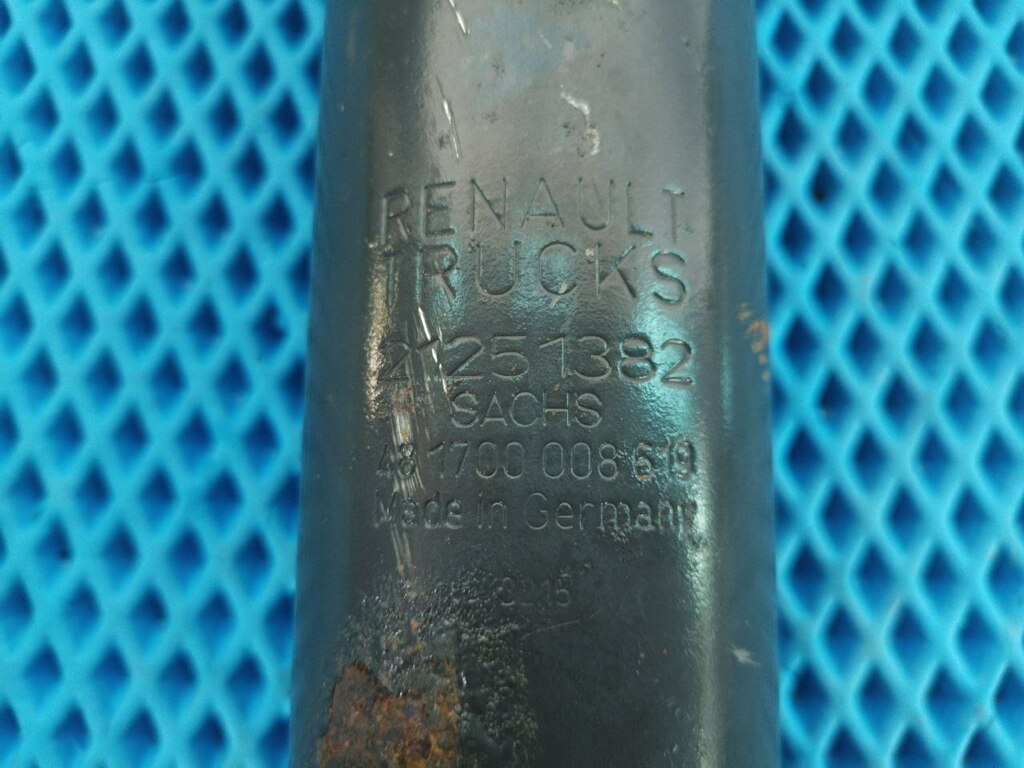 RENAULT
TRUCKS
21251382
SACHS
48 1700 008 619
Made in Germany